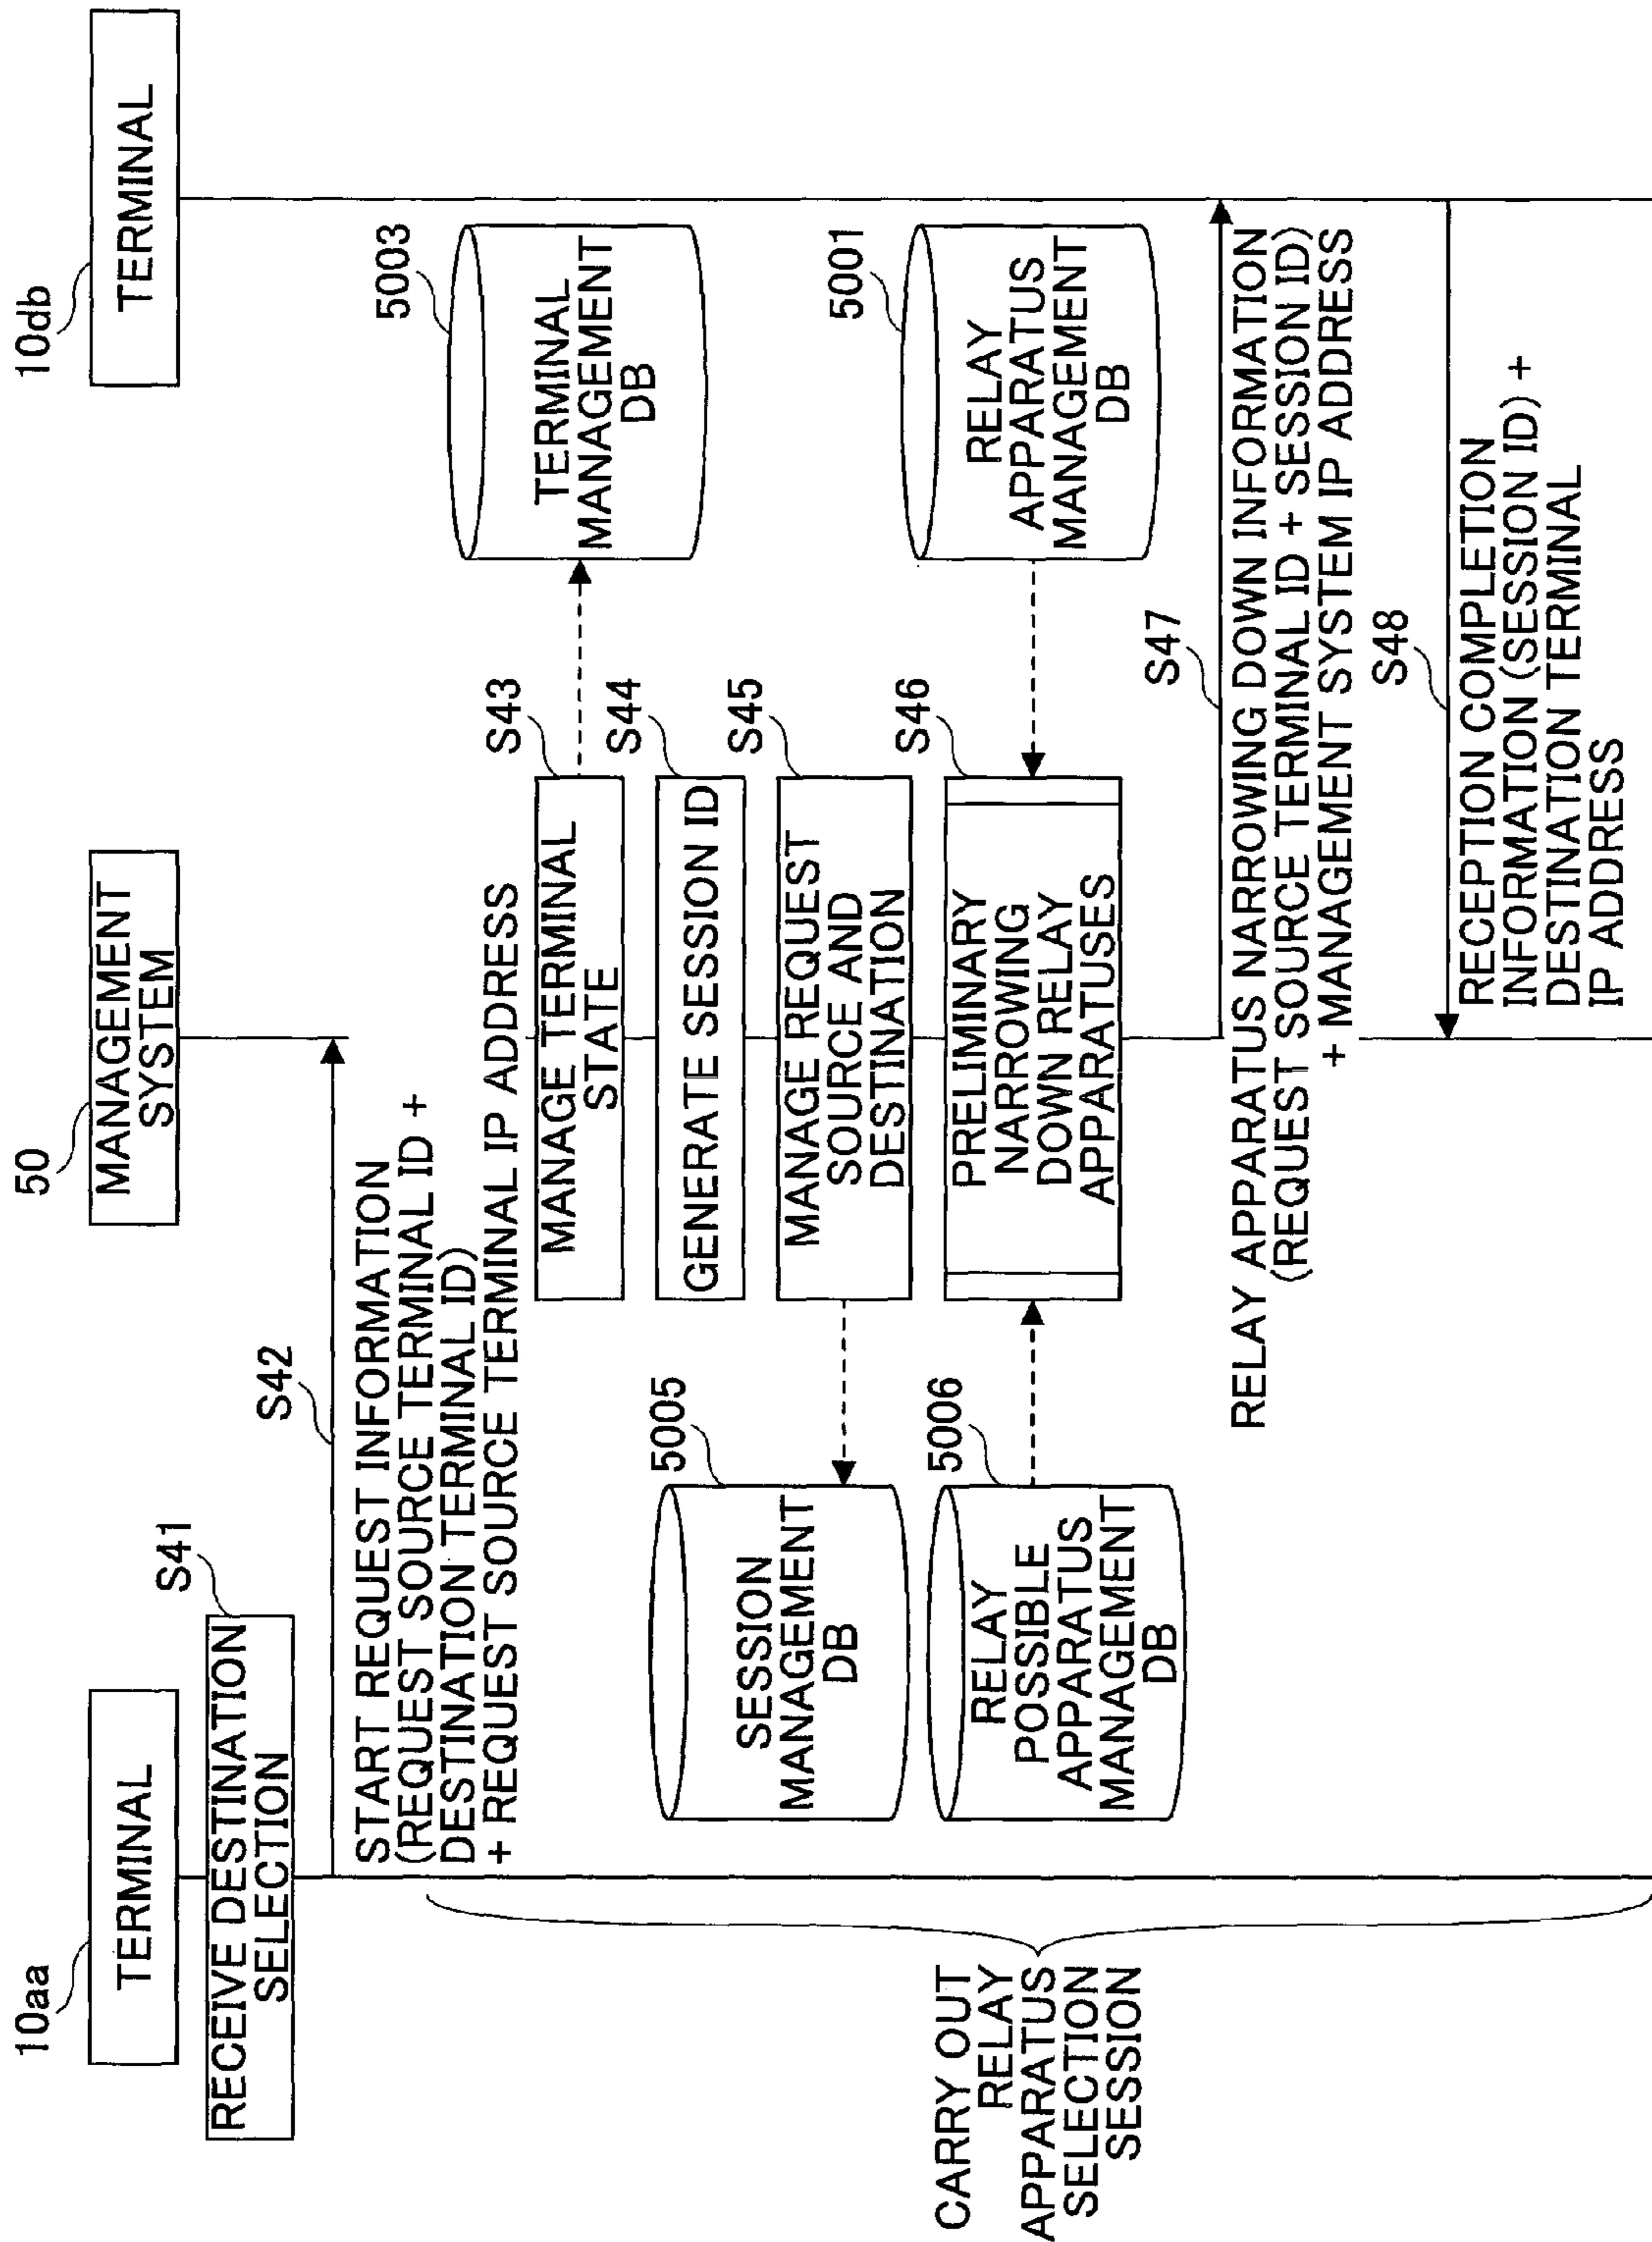 10aa
TERMINAL
50
MANAGEMENT
SYSTEM
10db
TERMINAL
S41
RECEIVE DESTINATION
SELECTION
S42
START REQUEST INFORMATION
(REQUEST SOURCE TERMINAL ID +
DESTINATION TERMINAL ID)
+ REQUEST SOURCE TERMINAL IP ADDRESS
S43
MANAGE TERMINAL
STATE
5003
TERMINAL
MANAGEMENT
DB
S44
GENERATE SESSION ID
S45
MANAGE REQUEST
SOURCE AND
DESTINATION
5005
SESSION
MANAGEMENT
DB
S46
PRELIMINARY
NARROWING
DOWN RELAY
APPARATUSES
5006
RELAY
POSSIBLE
APPARATUS
MANAGEMENT
DB
5001
RELAY
APPARATUS
MANAGEMENT
DB
CARRY OUT
RELAY
APPARATUS
SELECTION
SESSION
S47
RELAY APPARATUS NARROWING DOWN INFORMATION
(REQUEST SOURCE TERMINAL ID + SESSION ID)
+ MANAGEMENT SYSTEM IP ADDRESS
S48
RECEPTION COMPLETION
INFORMATION (SESSION ID) +
DESTINATION TERMINAL
IP ADDRESS